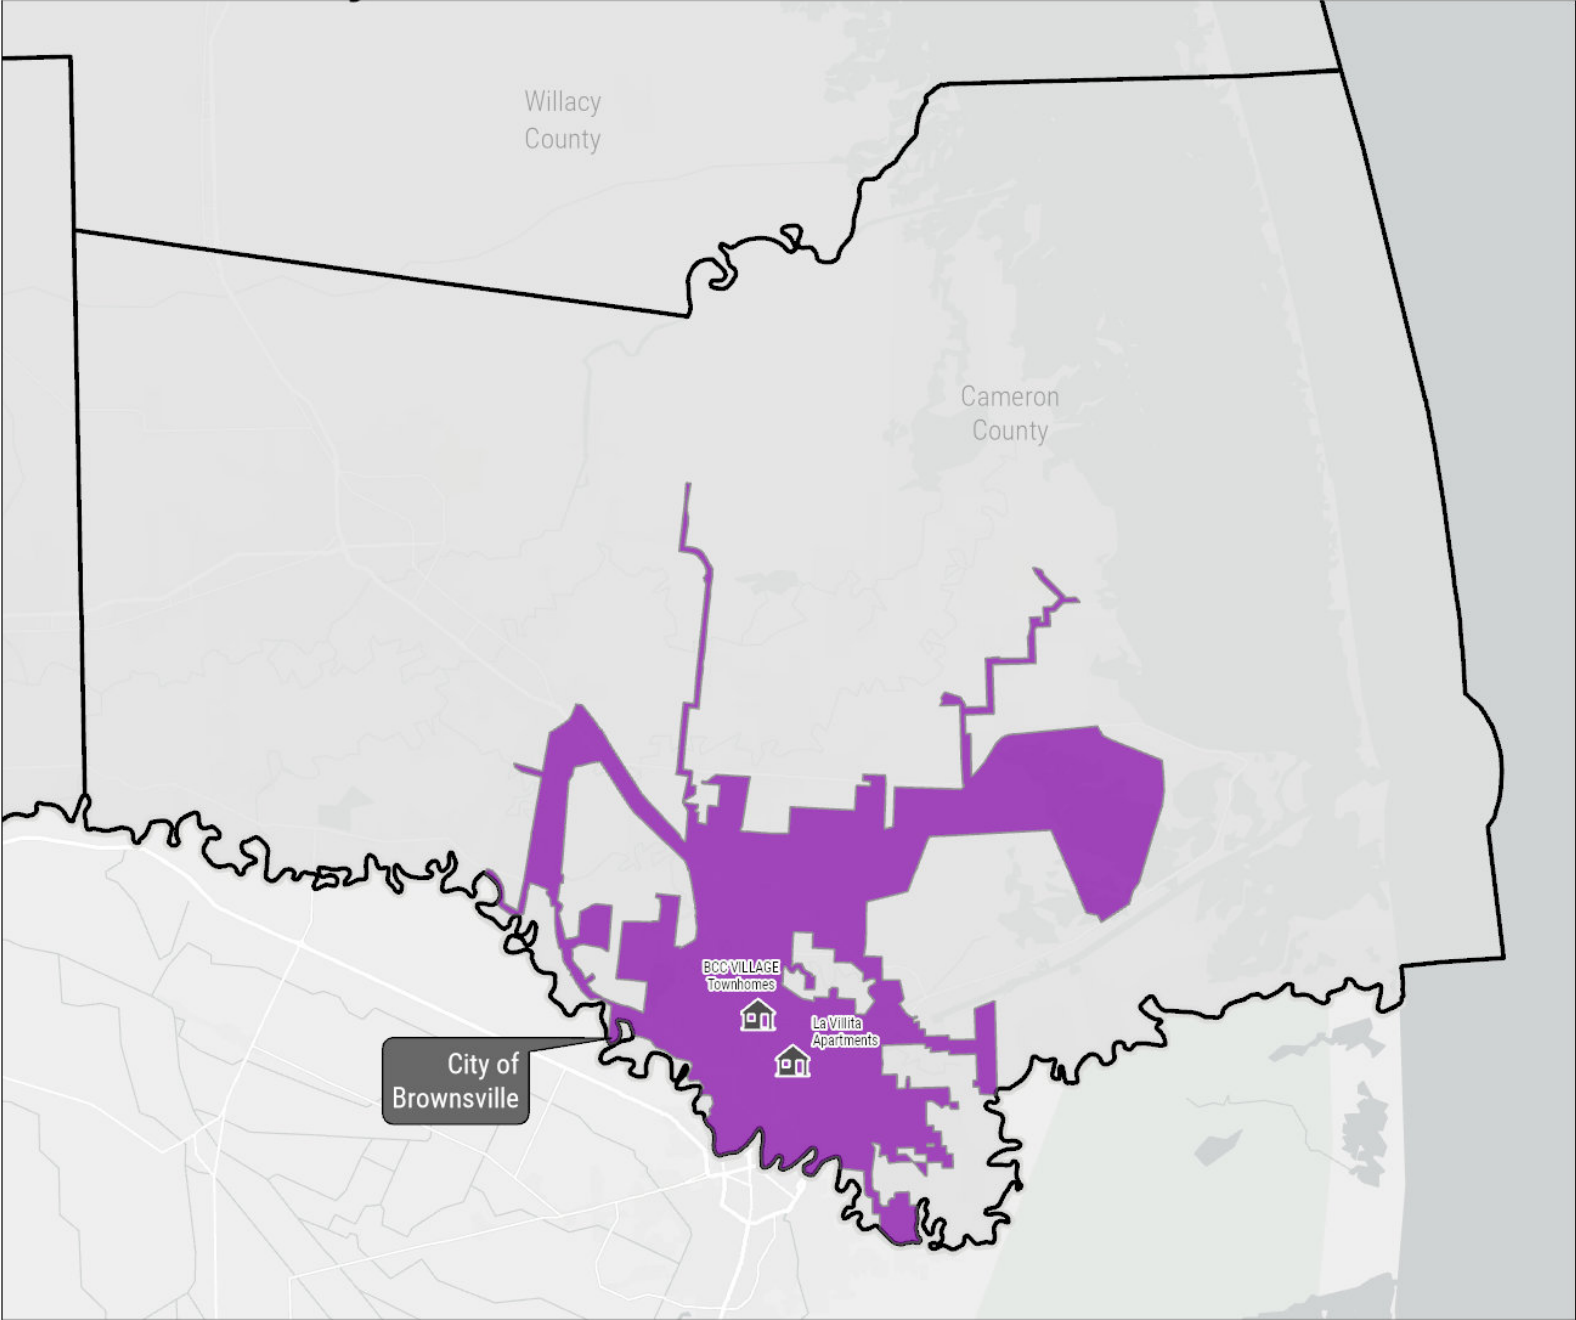 Willacy
County
Cameron
County
BCC VILLAGE
Townhomes
La Villita
Apartments
City of
Brownsville